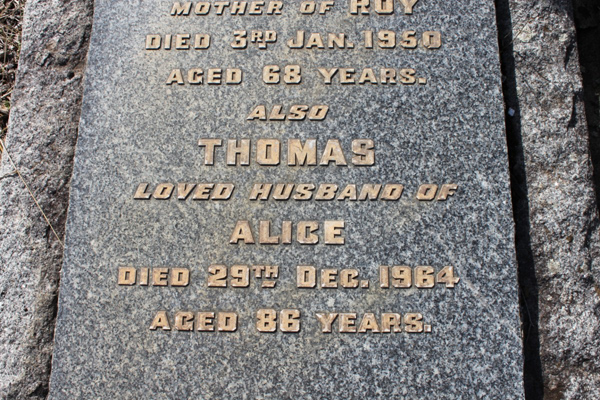 MOTHER OF ROY
DIED 3RD JAN. 1950
AGED 68 YEARS.
ALSO
THOMAS
LOVED HUSBAND OF
ALICE
DIED 29TH DEC. 1964
AGED 86 YEARS.